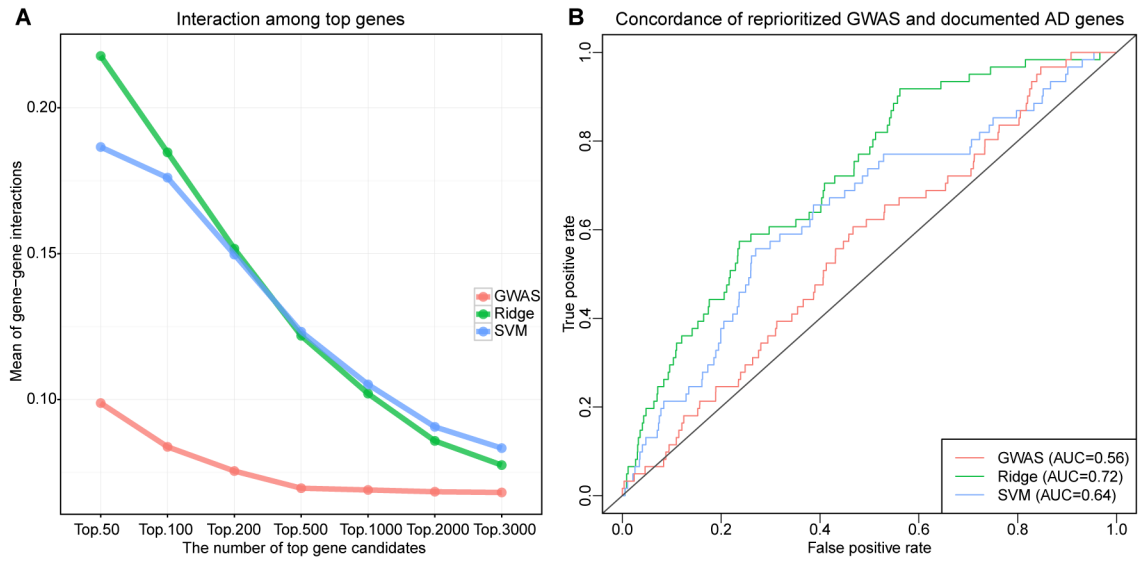 A
Interaction among top genes
Mean of gene-gene interactions
0.20
0.15
0.10
GWAS
Ridge
SVM
Top.50
Top.100
Top.200
Top.500
Top.1000
Top.2000
Top.3000
The number of top gene candidates
B
Concordance of reprioritized GWAS and documented AD genes
True positive rate
1.0
0.8
0.6
0.4
0.2
0.0
GWAS (AUC=0.56)
Ridge (AUC=0.72)
SVM (AUC=0.64)
0.0
0.2
0.4
0.6
0.8
1.0
False positive rate